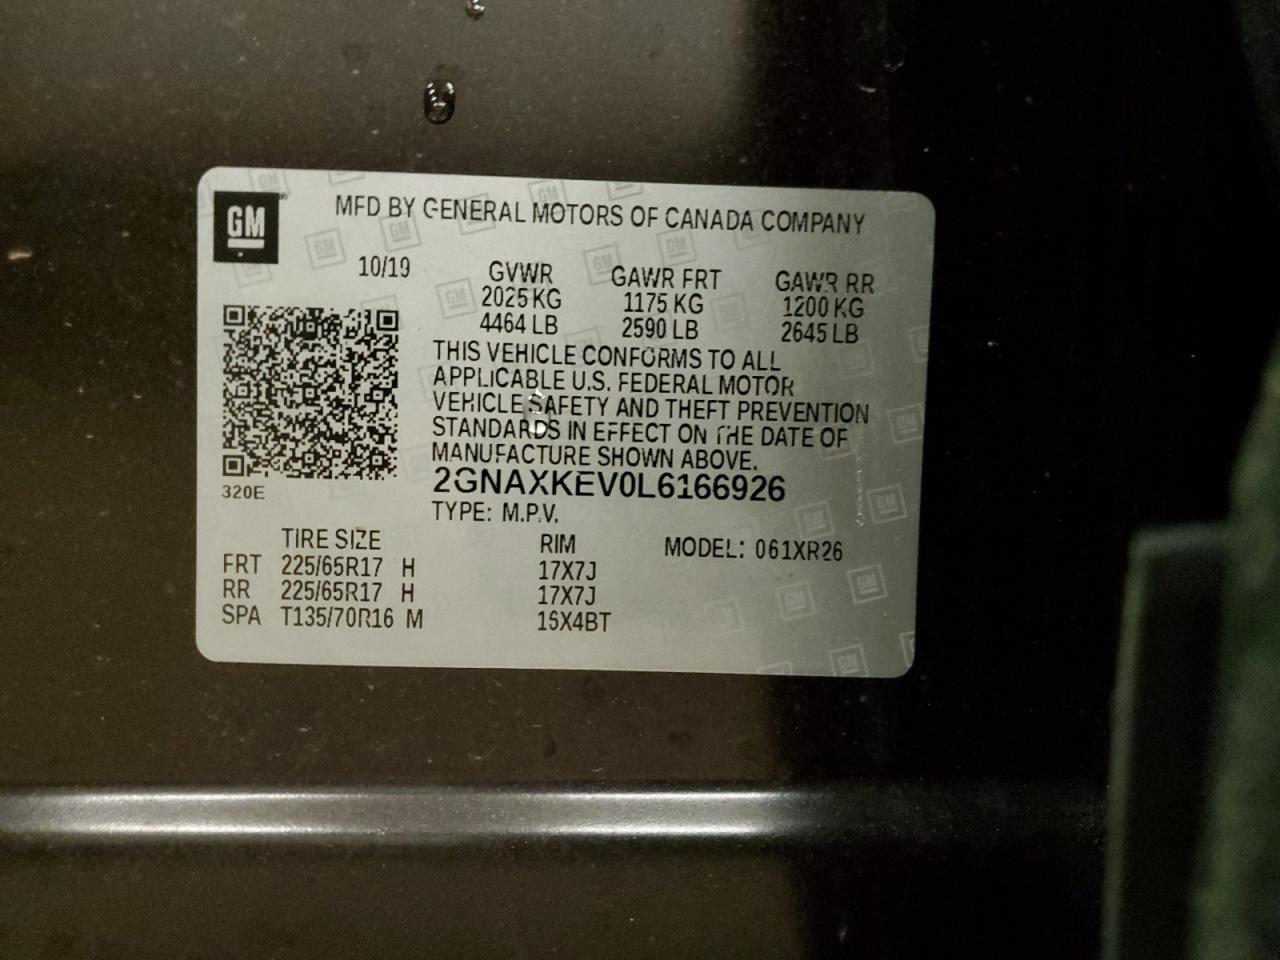 GM
MFD BY GENERAL MOTORS OF CANADA COMPANY
10/19 GVWR GAWR FRT GAWR RR
2025 KG 1175 KG 1200 KG
4464 LB 2590 LB 2645 LB
THIS VEHICLE CONFORMS TO ALL
APPLICABLE U.S. FEDERAL MOTOR
VEHICLE SAFETY AND THEFT PREVENTION
STANDARDS IN EFFECT ON THE DATE OF
MANUFACTURE SHOWN ABOVE.
2GNAXKEV0L6166926
320E
TYPE: M.P.V.
TIRE SIZE RIM MODEL: 061XR26
FRT 225/65R17 H 17X7J
RR 225/65R17 H 17X7J
SPA T135/70R16 M 16X4BT